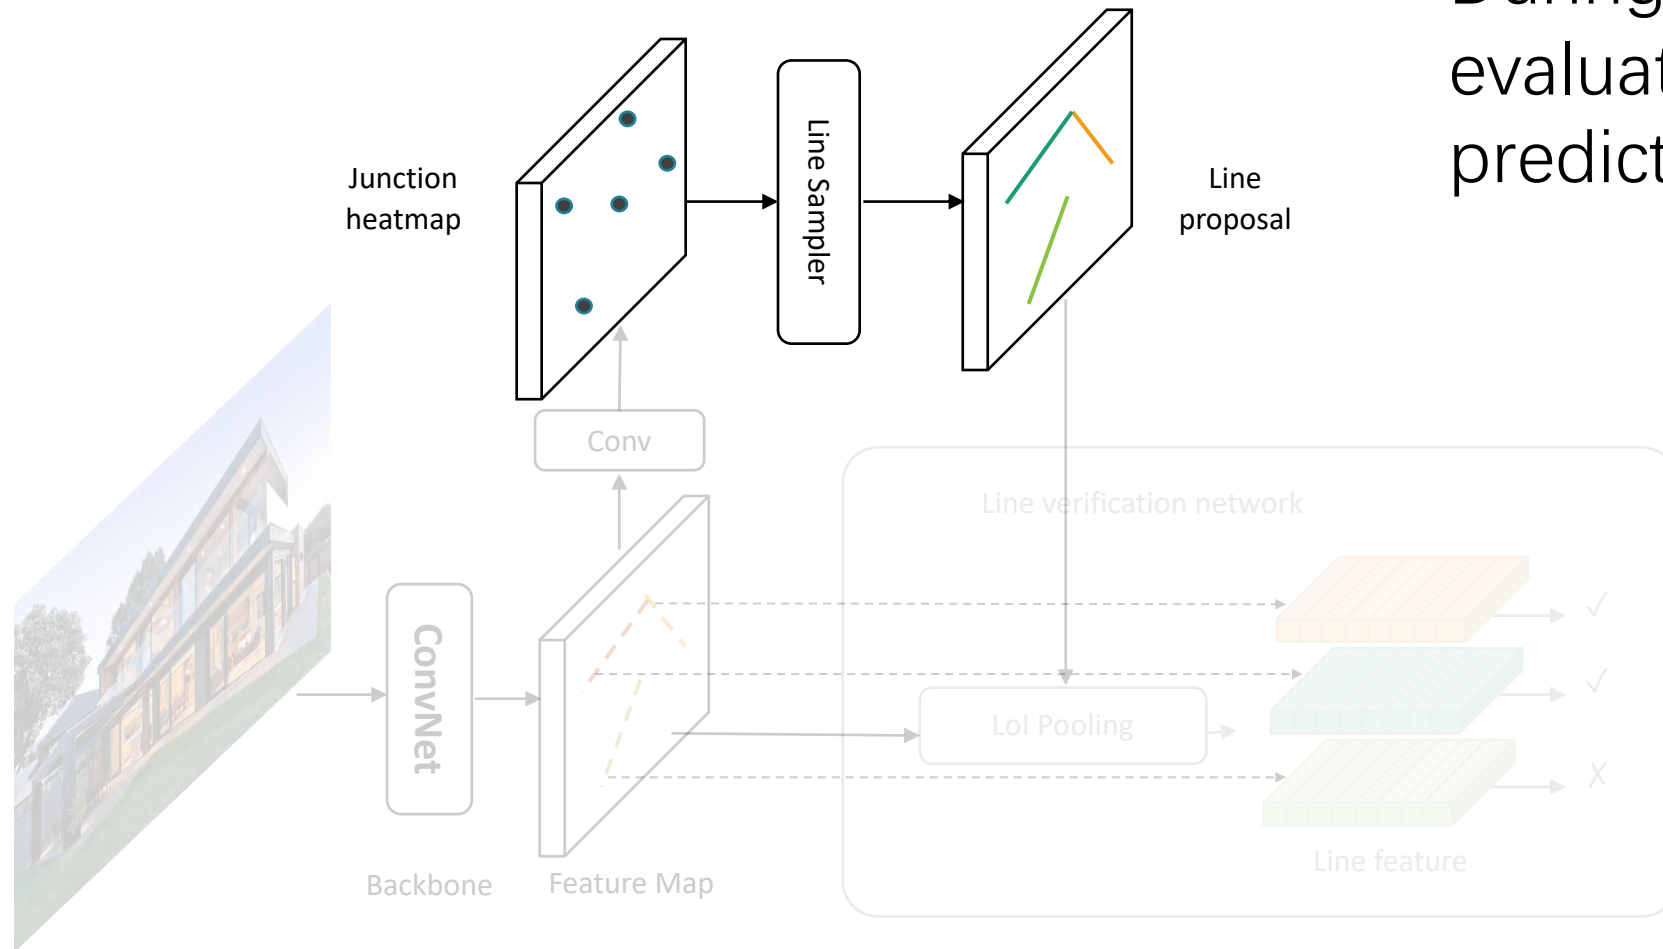 evaluat
predict
Junction
heatmap
Line Sampler
Line
proposal
Conv
Line verification network
ConvNet
LoI Pooling
✓
✓
X
Line feature
Backbone
Feature Map